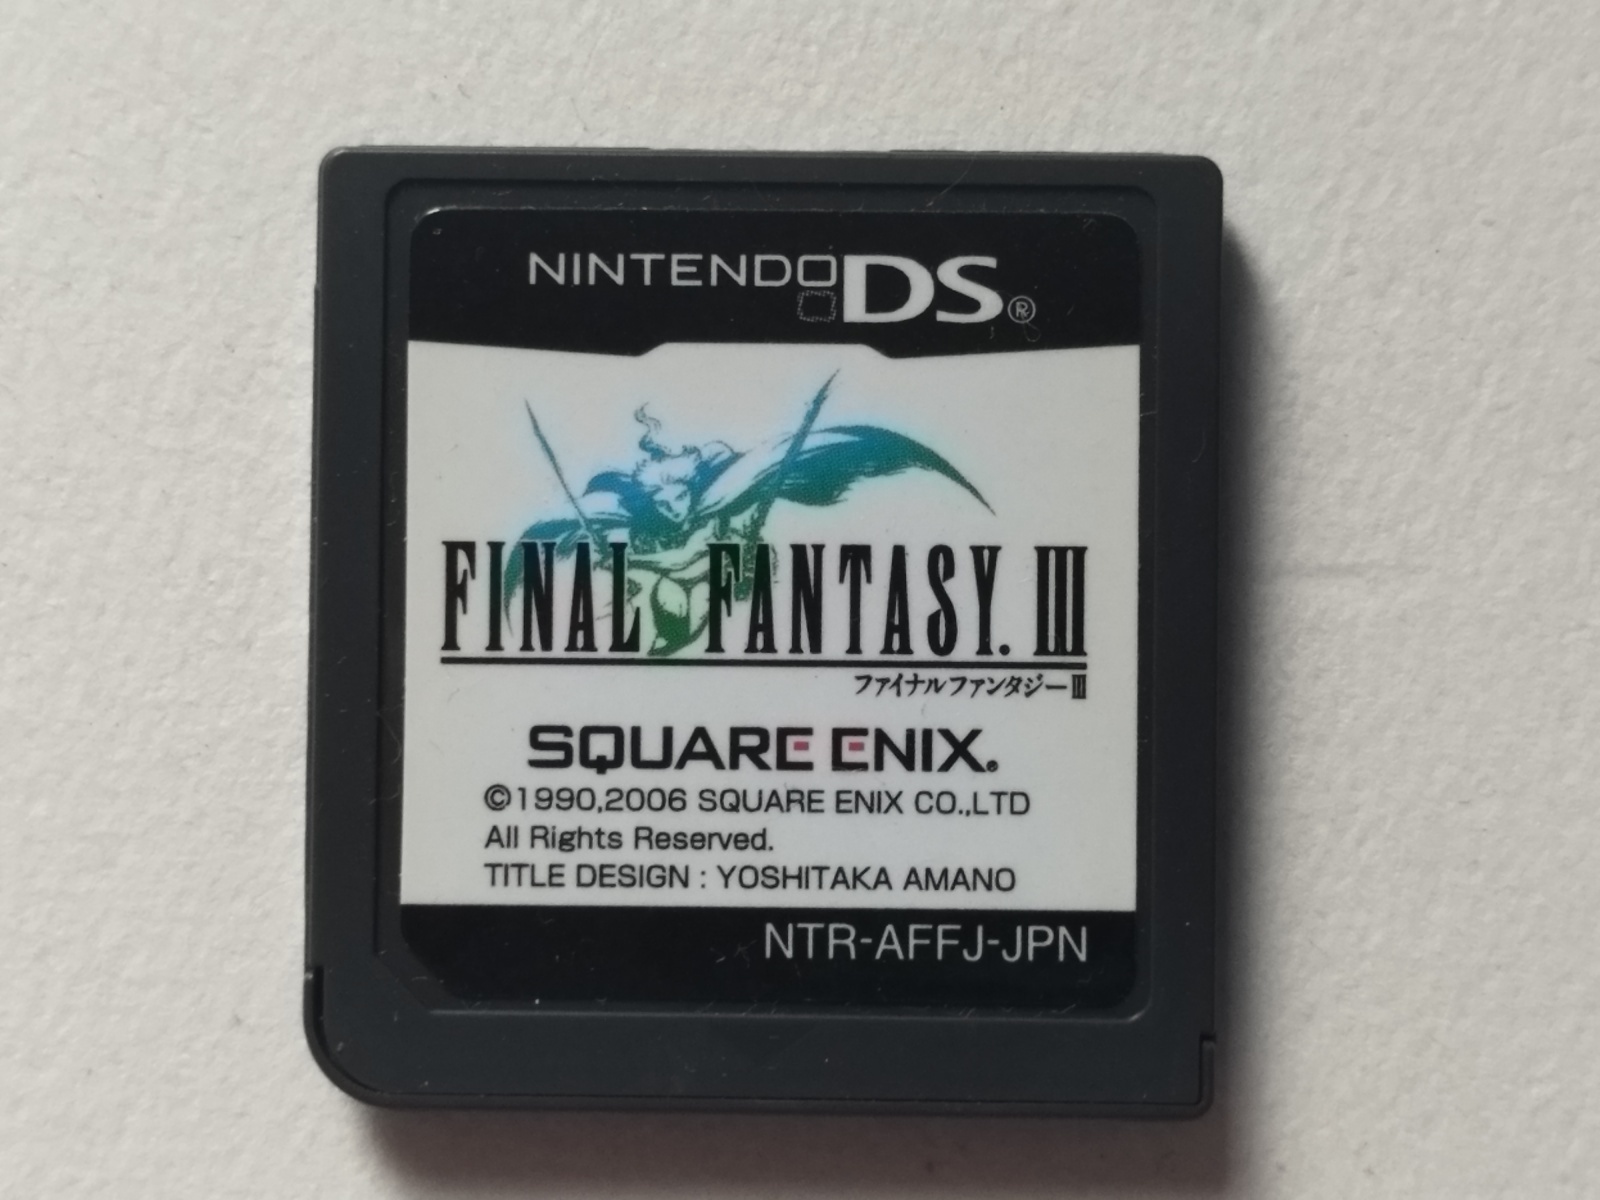 NINTENDO DS®
FINAL FANTASY. III
ファイナルファンタジーIII
SQUARE ENIX.
©1990,2006 SQUARE ENIX CO.,LTD
All Rights Reserved.
TITLE DESIGN : YOSHITAKA AMANO
NTR-AFFJ-JPN